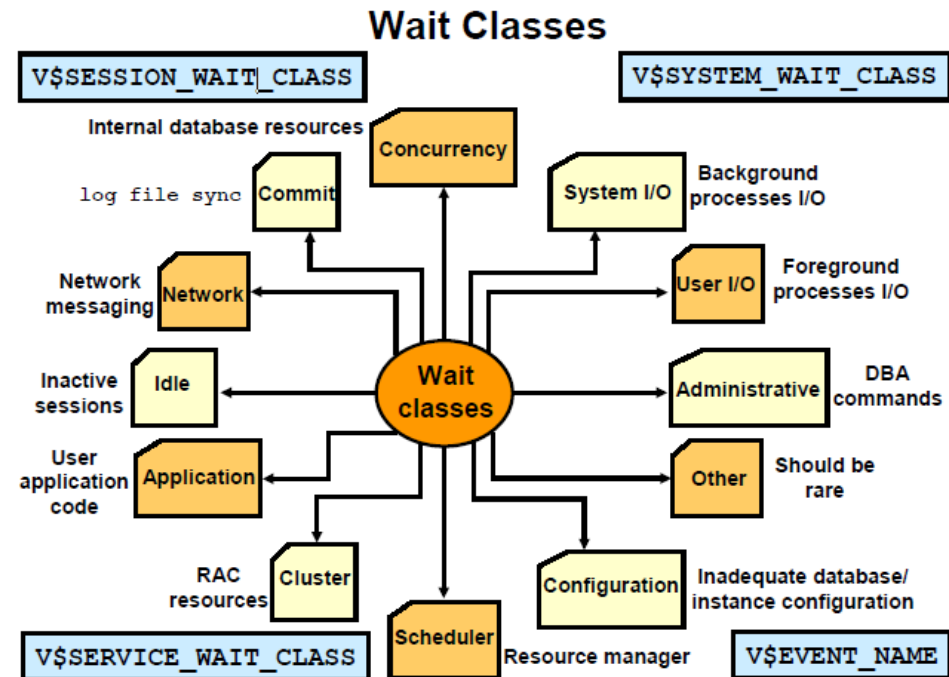 Wait Classes
V$SESSION_WAIT_CLASS
V$SYSTEM_WAIT_CLASS
Internal database resources
Concurrency
log file sync
Commit
System I/O
Background
processes I/O
Network
messaging
Network
User I/O
Foreground
processes I/O
Inactive
sessions
Idle
Wait
classes
Administrative
DBA
commands
User
application
code
Application
Other
Should be
rare
RAC
resources
Cluster
Configuration
Inadequate database/
instance configuration
Scheduler
Resource manager
V$SERVICE_WAIT_CLASS
V$EVENT_NAME